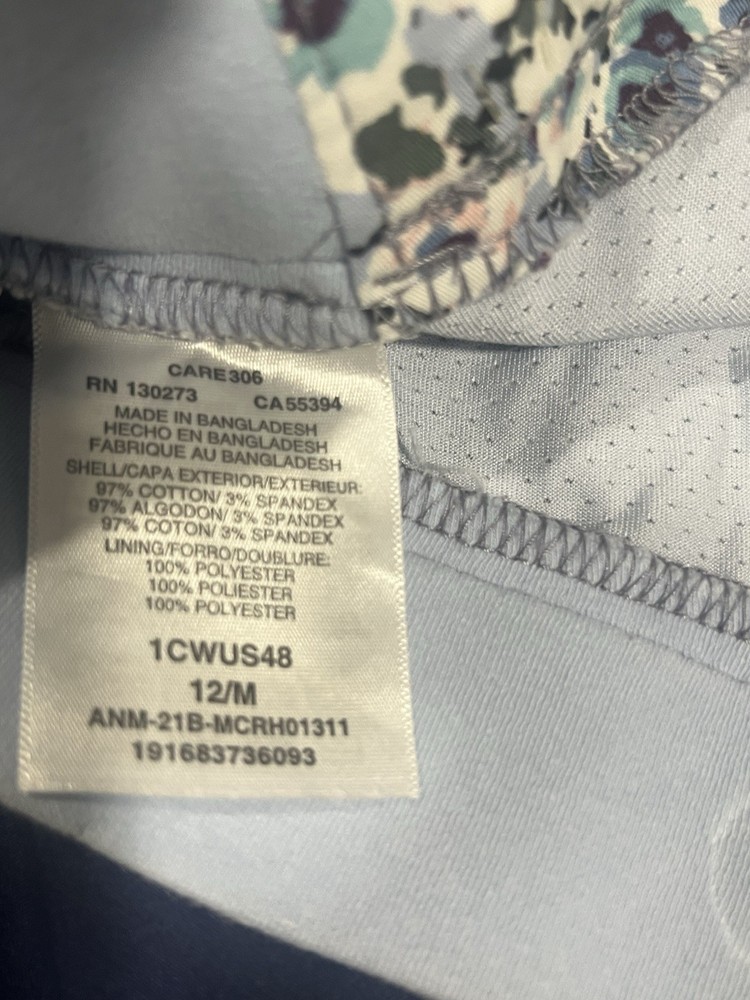 CARE306
RN 130273 CA55394
MADE IN BANGLADESH
HECHO EN BANGLADESH
FABRIQUE AU BANGLADESH
SHELL/CAPA EXTERIOR/EXTERIEUR:
97% COTTON/ 3% SPANDEX
97% ALGODON/ 3% SPANDEX
97% COTON/ 3% SPANDEX
LINING/FORRO/DOUBLURE:
100% POLYESTER
100% POLIESTER
100% POLYESTER
1CWUS48
12/M
ANM-21B-MCRH01311
191683736093